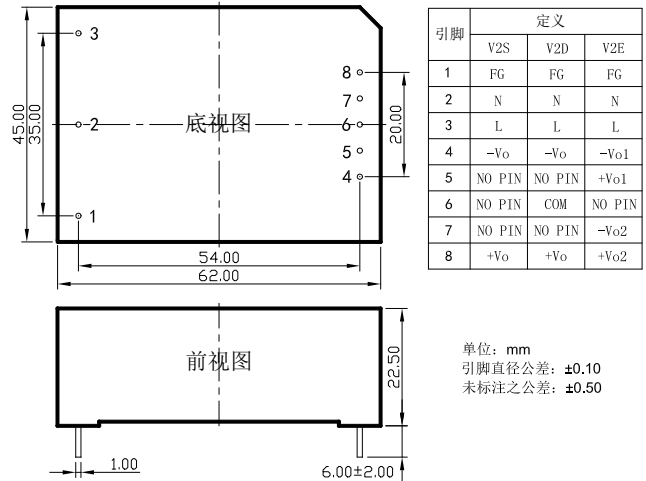 3
8
7
2
底视图
6
5
4
1
45.00
35.00
20.00
54.00
62.00
引脚 定义
V2S V2D V2E
1 FG FG FG
2 N N N
3 L L L
4 -Vo -Vo -Vo1
5 NO PIN NO PIN +Vo1
6 NO PIN COM NO PIN
7 NO PIN NO PIN -Vo2
8 +Vo +Vo +Vo2
前视图
22.50
1.00
6.00±2.00
单位：mm
引脚直径公差：±0.10
未标注之公差：±0.50